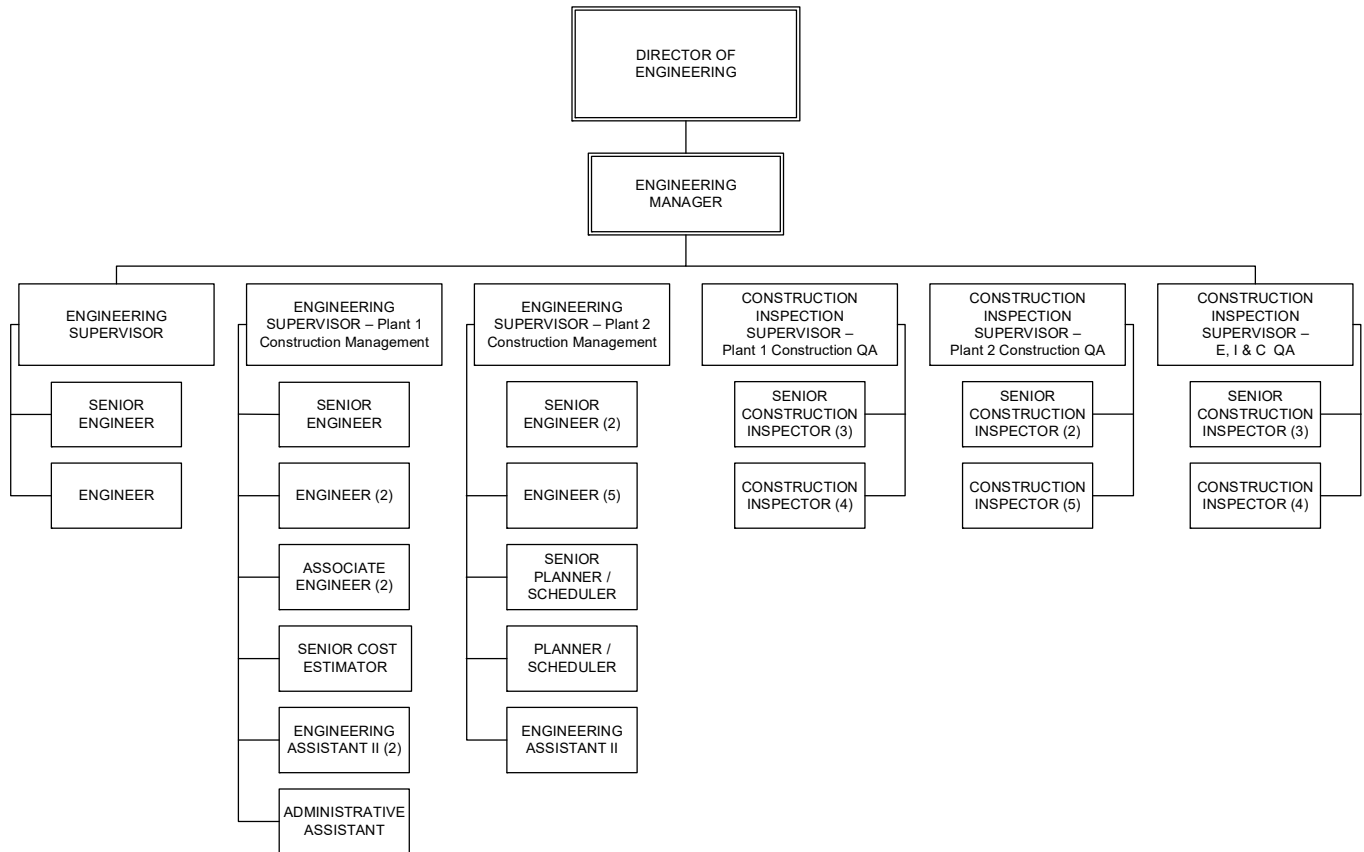 DIRECTOR OF
ENGINEERING
ENGINEERING
MANAGER
ENGINEERING
SUPERVISOR
SENIOR
ENGINEER
ENGINEER
ENGINEERING
SUPERVISOR – Plant 1
Construction Management
SENIOR
ENGINEER
ENGINEER (2)
ASSOCIATE
ENGINEER (2)
SENIOR COST
ESTIMATOR
ENGINEERING
ASSISTANT II (2)
ADMINISTRATIVE
ASSISTANT
ENGINEERING
SUPERVISOR – Plant 2
Construction Management
SENIOR
ENGINEER (2)
ENGINEER (5)
SENIOR
PLANNER /
SCHEDULER
PLANNER /
SCHEDULER
ENGINEERING
ASSISTANT II
CONSTRUCTION
INSPECTION
SUPERVISOR –
Plant 1 Construction QA
SENIOR
CONSTRUCTION
INSPECTOR (3)
CONSTRUCTION
INSPECTOR (4)
CONSTRUCTION
INSPECTION
SUPERVISOR –
Plant 2 Construction QA
SENIOR
CONSTRUCTION
INSPECTOR (2)
CONSTRUCTION
INSPECTOR (5)
CONSTRUCTION
INSPECTION
SUPERVISOR –
E, I & C QA
SENIOR
CONSTRUCTION
INSPECTOR (3)
CONSTRUCTION
INSPECTOR (4)